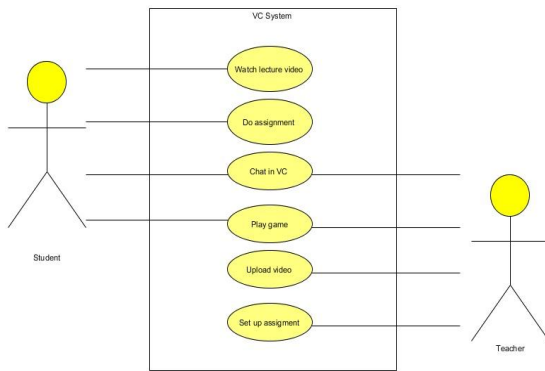 VC System
Watch lecture video
Do assignment
Chat in VC
Play game
Upload video
Set up assigment
Student
Teacher